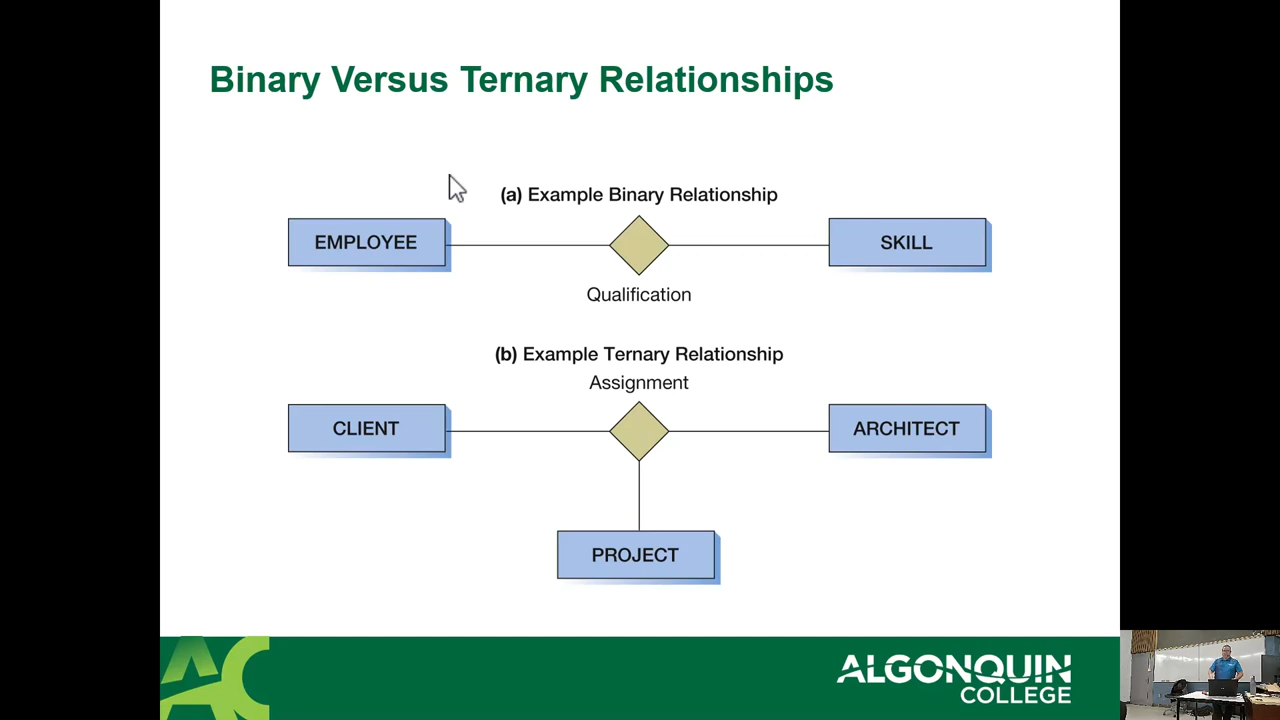 Binary Versus Ternary Relationships
(a) Example Binary Relationship
EMPLOYEE
SKILL
Qualification
(b) Example Ternary Relationship
Assignment
CLIENT
ARCHITECT
PROJECT
AC
ALGONQUIN
COLLEGE